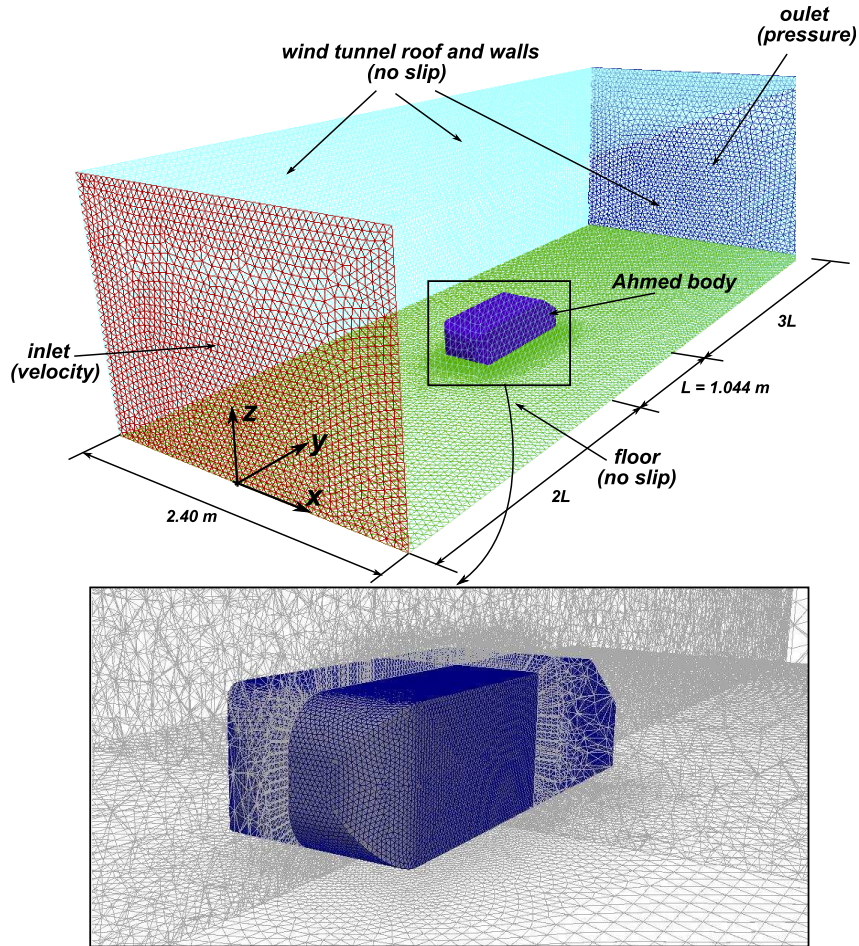 oulet
(pressure)
wind tunnel roof and walls
(no slip)
Ahmed body
3L
inlet
(velocity)
L = 1.044 m
z
y
x
floor
(no slip)
2L
2.40 m